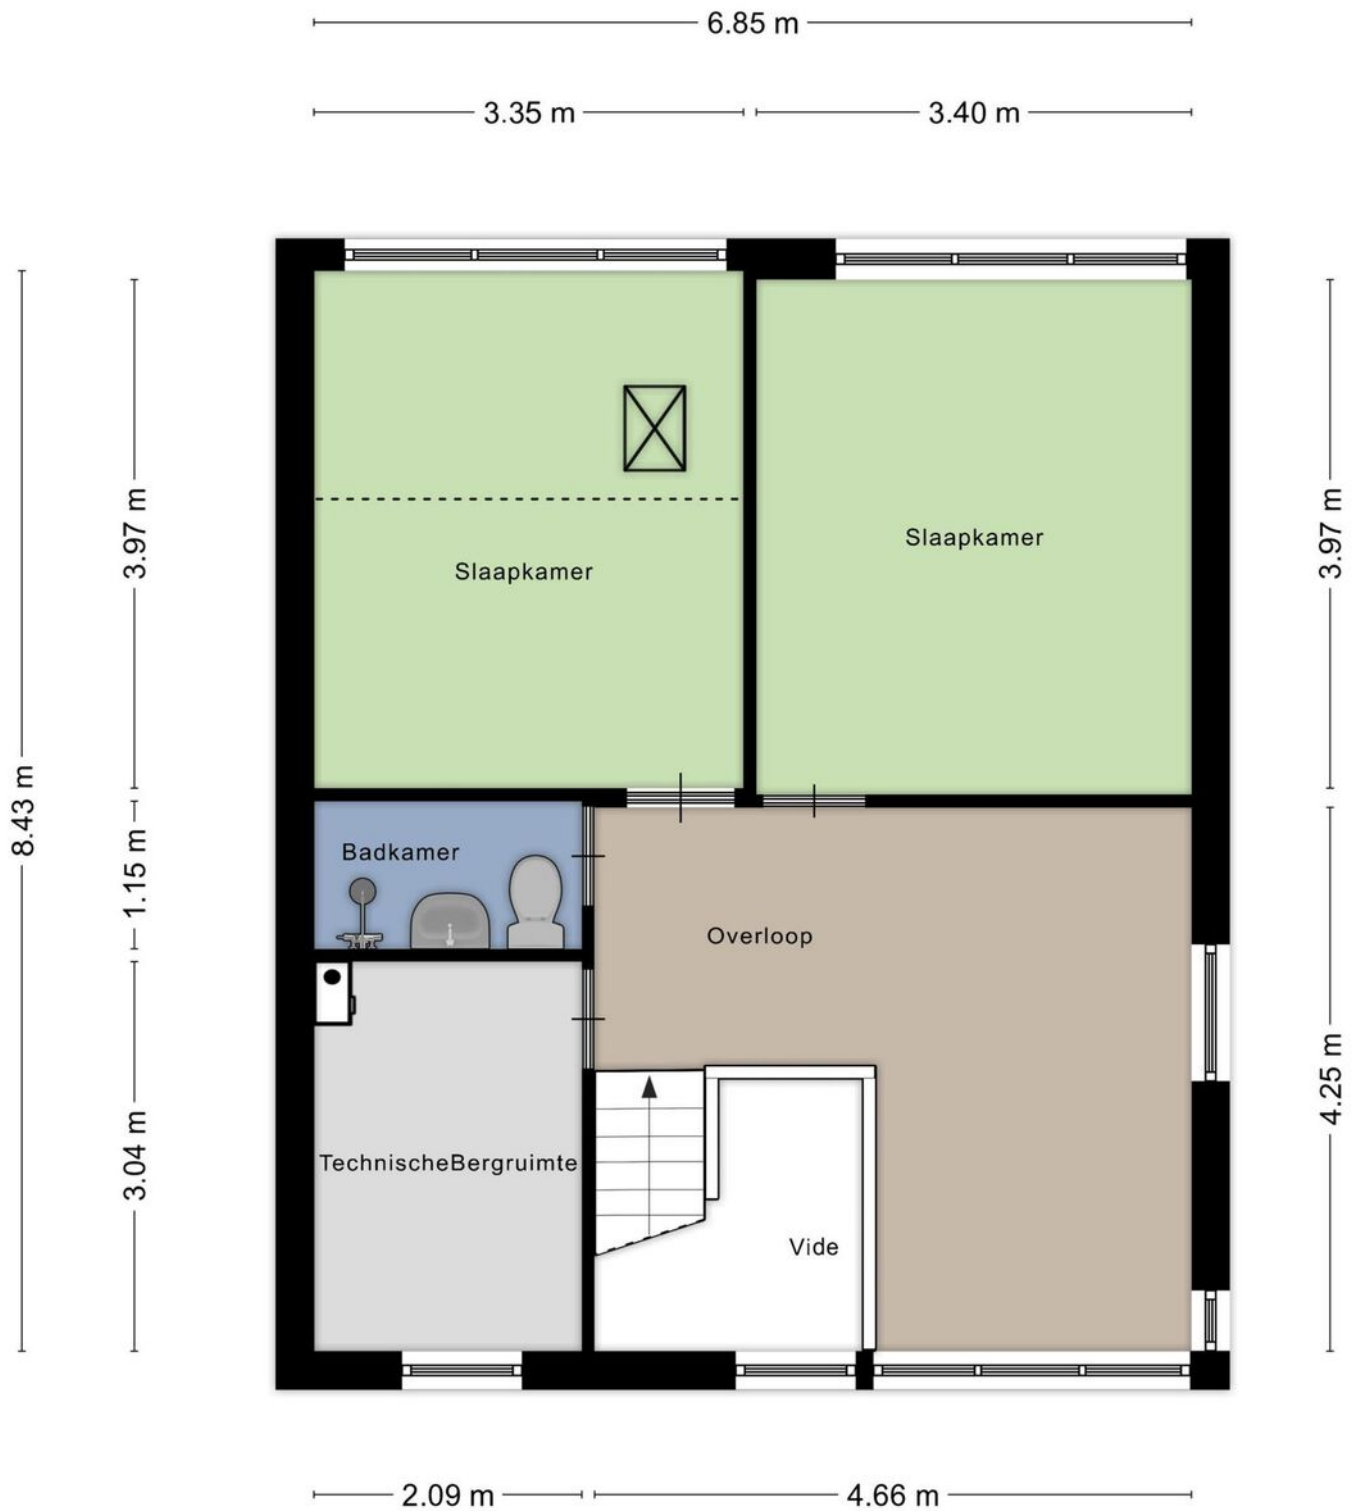 6.85 m
3.35 m
3.40 m
3.97 m
3.97 m
Slaapkamer
Slaapkamer
8.43 m
Badkamer
1.15 m
Overloop
4.25 m
3.04 m
TechnischeBergruimte
Vide
2.09 m
4.66 m